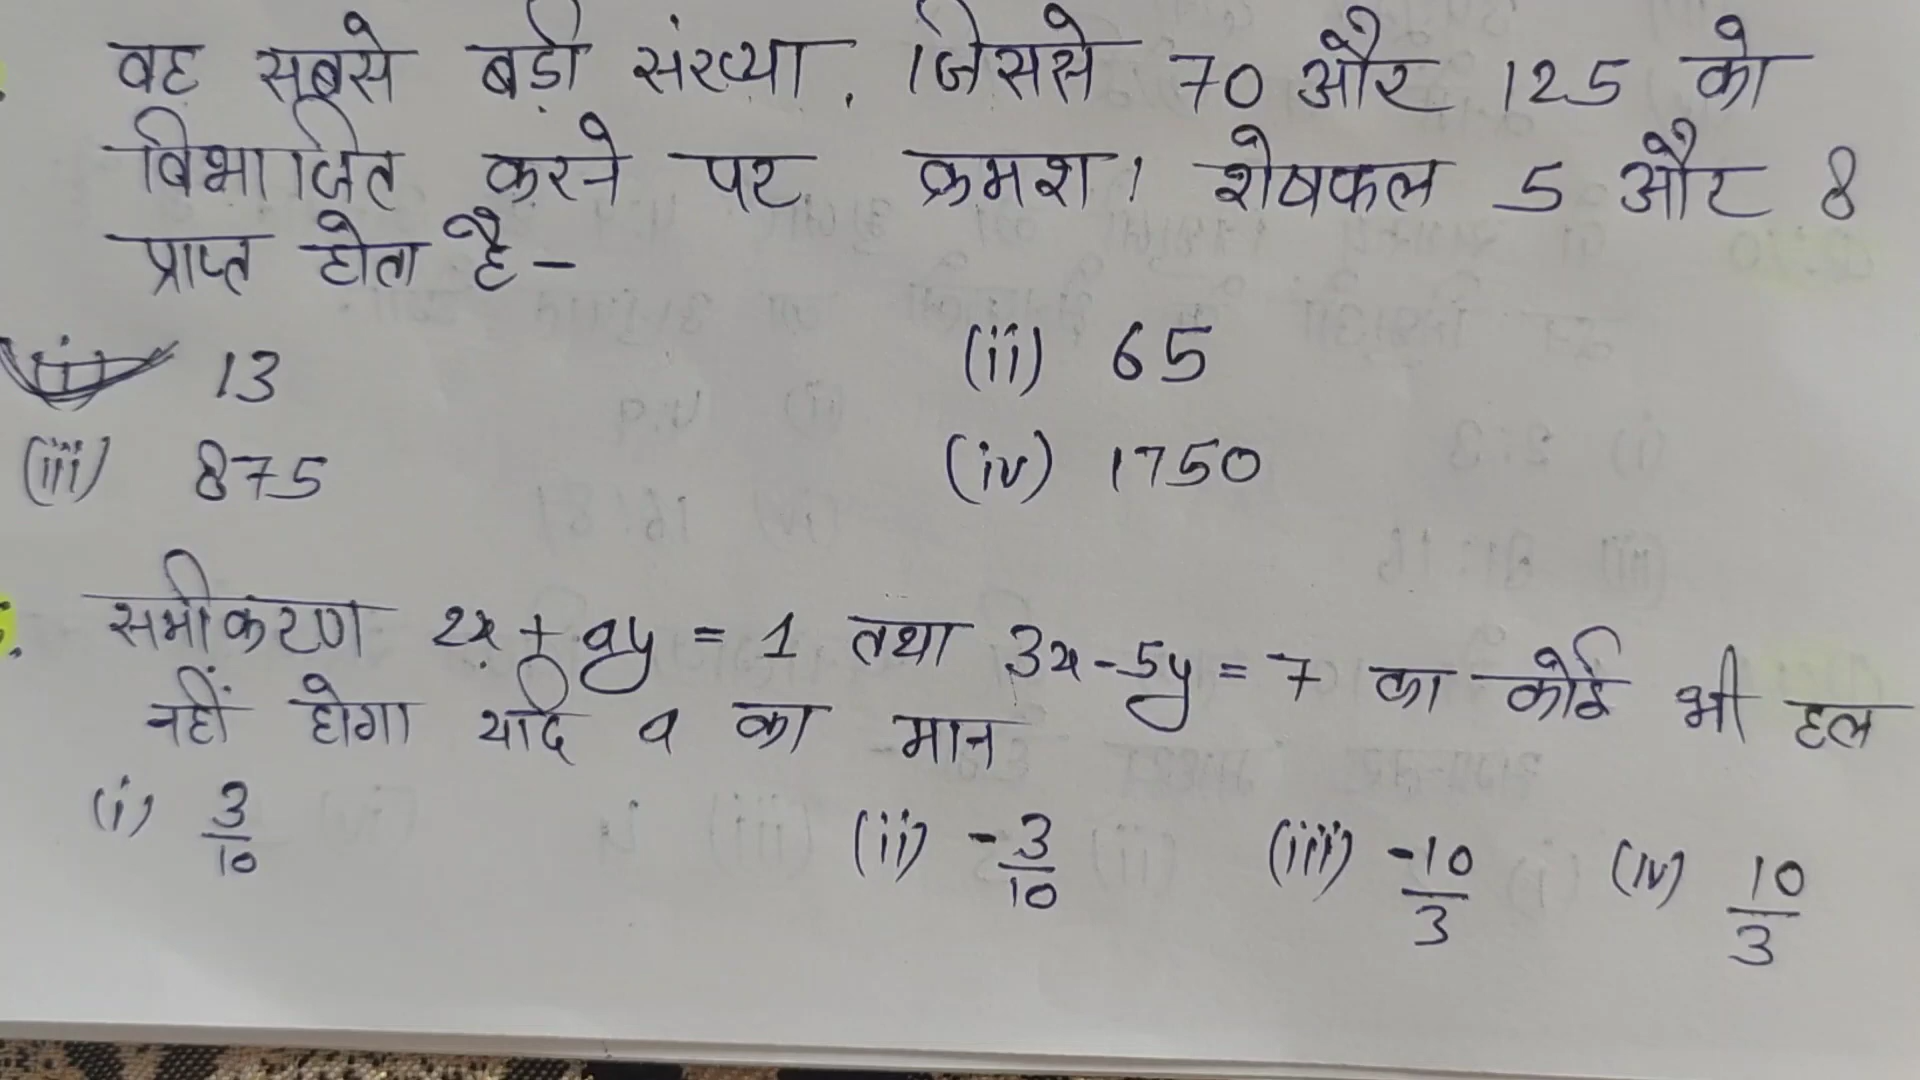 वह सबसे बड़ी संख्या, जिससे 70 और 125 को
विभाजित करने पर क्रमश। शेषफल 5 और 8
प्राप्त होता है -
(i) 13 (ii) 65
(iii) 875 (iv) 1750
समीकरण 2x + ay = 1 तथा 3x - 5y = 7 का कोई भी हल
नहीं होगा यदि a का मान
(i) 3/10 (ii) -3/10 (iii) -10/3 (iv) 10/3